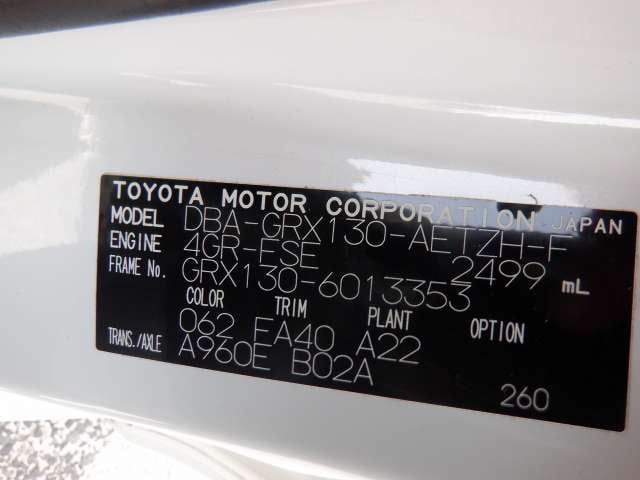 TOYOTA MOTOR CORPORATION JAPAN
MODEL DBA-GRX130-AETZH-F
ENGINE 4GR-FSE 2499 mL
FRAME No. GRX130-6013353
COLOR TRIM PLANT OPTION
062 FA40 A22
TRANS./AXLE A960E B02A
260